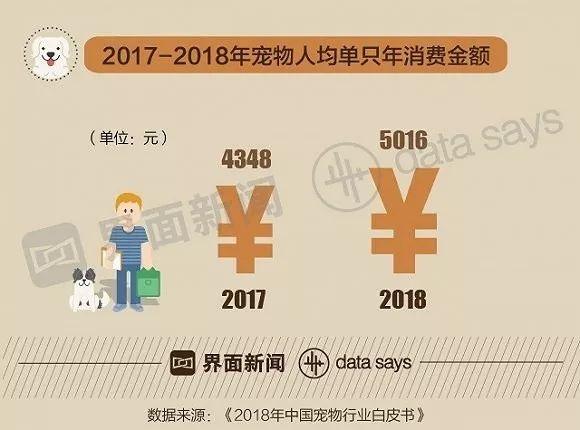 2017-2018年宠物人均单只年消费金额
（单位：元）
4348
5016
界面新闻 data says
2017
2018
界面新闻 data says
数据来源：《2018年中国宠物行业白皮书》